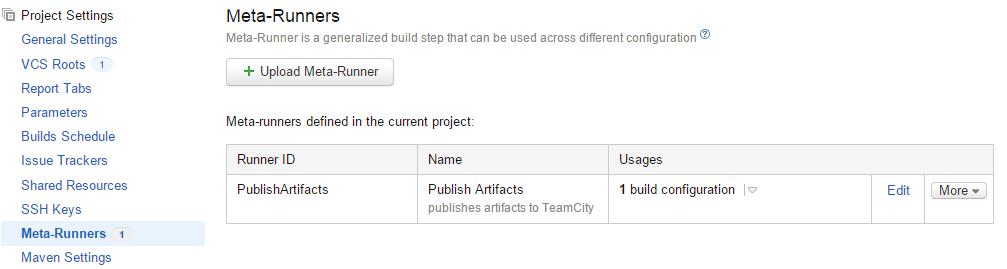 Project Settings
General Settings
VCS Roots 1
Report Tabs
Parameters
Builds Schedule
Issue Trackers
Shared Resources
SSH Keys
Meta-Runners 1
Maven Settings
Meta-Runners
Meta-Runner is a generalized build step that can be used across different configuration ?
+ Upload Meta-Runner
Meta-runners defined in the current project:
Runner ID Name Usages
PublishArtifacts Publish Artifacts 1 build configuration Edit More
publishes artifacts to TeamCity